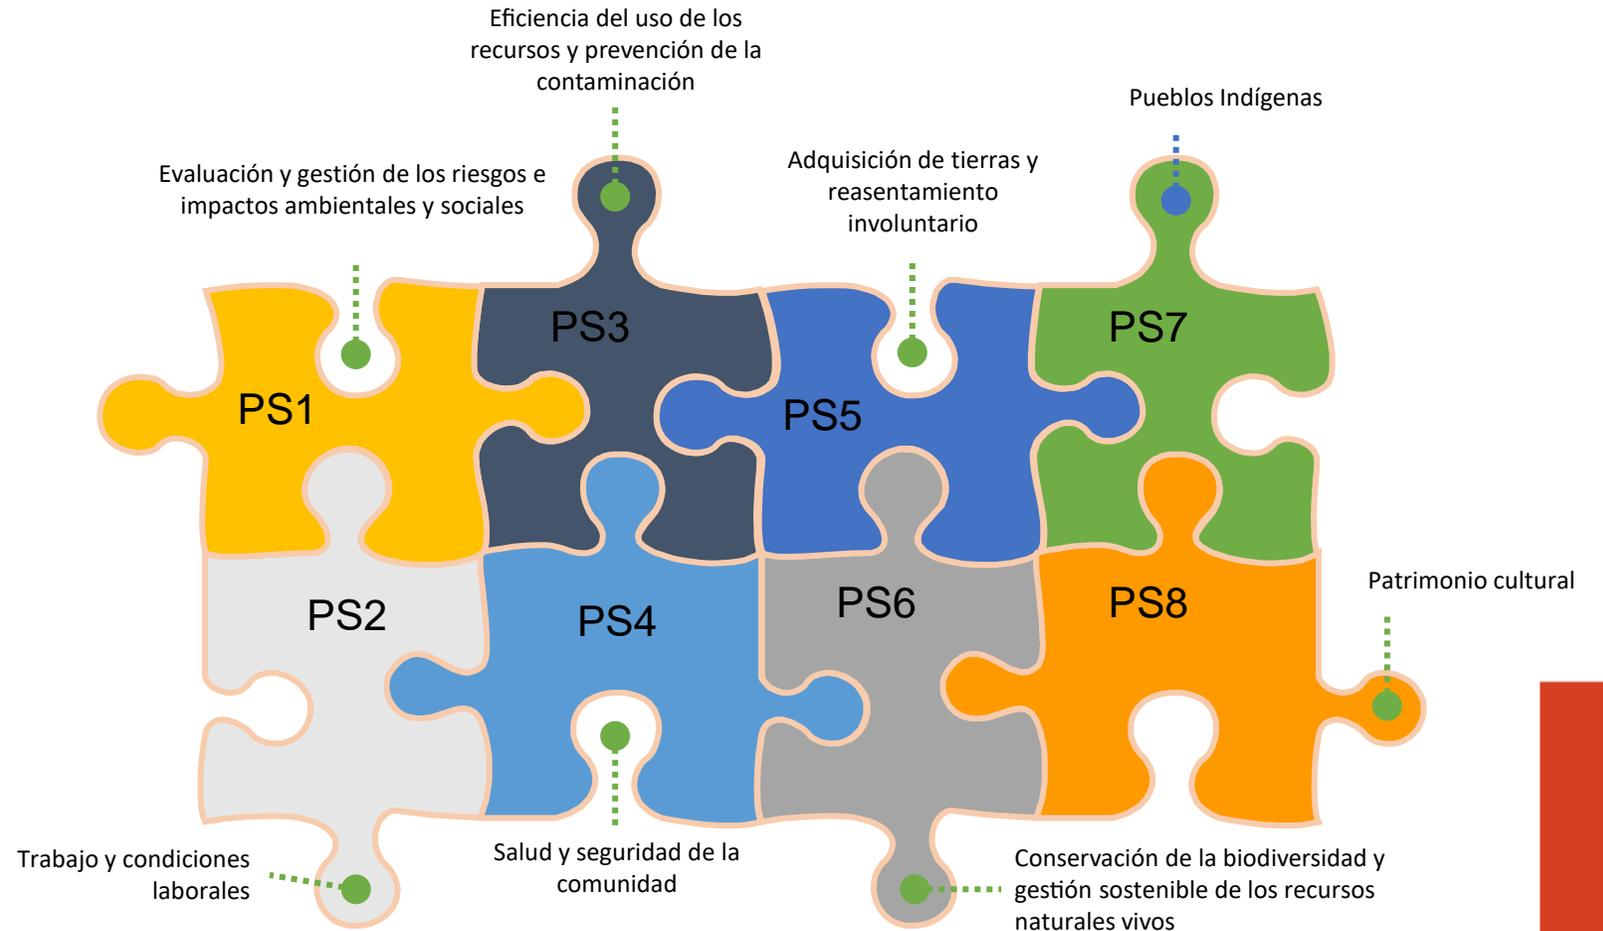 Eficiencia del uso de los
recursos y prevención de la
contaminación
Pueblos Indígenas
Evaluación y gestión de los riesgos e
impactos ambientales y sociales
Adquisición de tierras y
reasentamiento
involuntario
PS1
PS3
PS5
PS7
PS2
PS4
PS6
PS8
Patrimonio cultural
Trabajo y condiciones
laborales
Salud y seguridad de la
comunidad
Conservación de la biodiversidad y
gestión sostenible de los recursos
naturales vivos